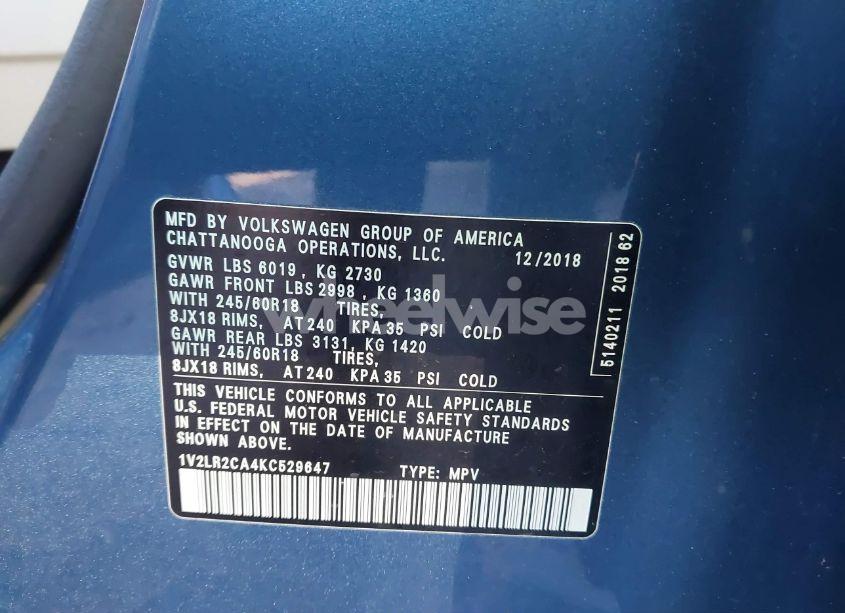 MFD BY VOLKSWAGEN GROUP OF AMERICA
CHATTANOOGA OPERATIONS, LLC. 12/2018
GVWR LBS 6019, KG 2730
GAWR FRONT LBS 2998, KG 1360
WITH 245/60R18 TIRES,
8JX18 RIMS, AT 240 KPA 35 PSI COLD
GAWR REAR LBS 3131, KG 1420
WITH 245/60R18 TIRES,
8JX18 RIMS, AT 240 KPA 35 PSI COLD
THIS VEHICLE CONFORMS TO ALL APPLICABLE
U.S. FEDERAL MOTOR VEHICLE SAFETY STANDARDS
IN EFFECT ON THE DATE OF MANUFACTURE
SHOWN ABOVE.
1V2LR2CA4KC529647 TYPE: MPV
5140211 2018 62
wheelwise